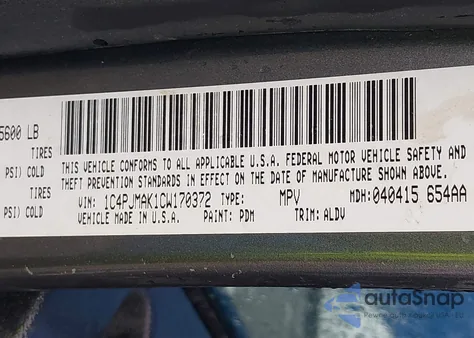 5600 LB
TIRES
PSI) COLD
TIRES
PSI) COLD
THIS VEHICLE CONFORMS TO ALL APPLICABLE U.S.A. FEDERAL MOTOR VEHICLE SAFETY AND
THEFT PREVENTION STANDARDS IN EFFECT ON THE DATE OF MANUFACTURE SHOWN ABOVE.
VIN: 1C4PJMAK1CW170372 TYPE: MPV MDH: 040415 654AA
VEHICLE MADE IN U.S.A. PAINT: PDM TRIM: ALDV
autaSnap